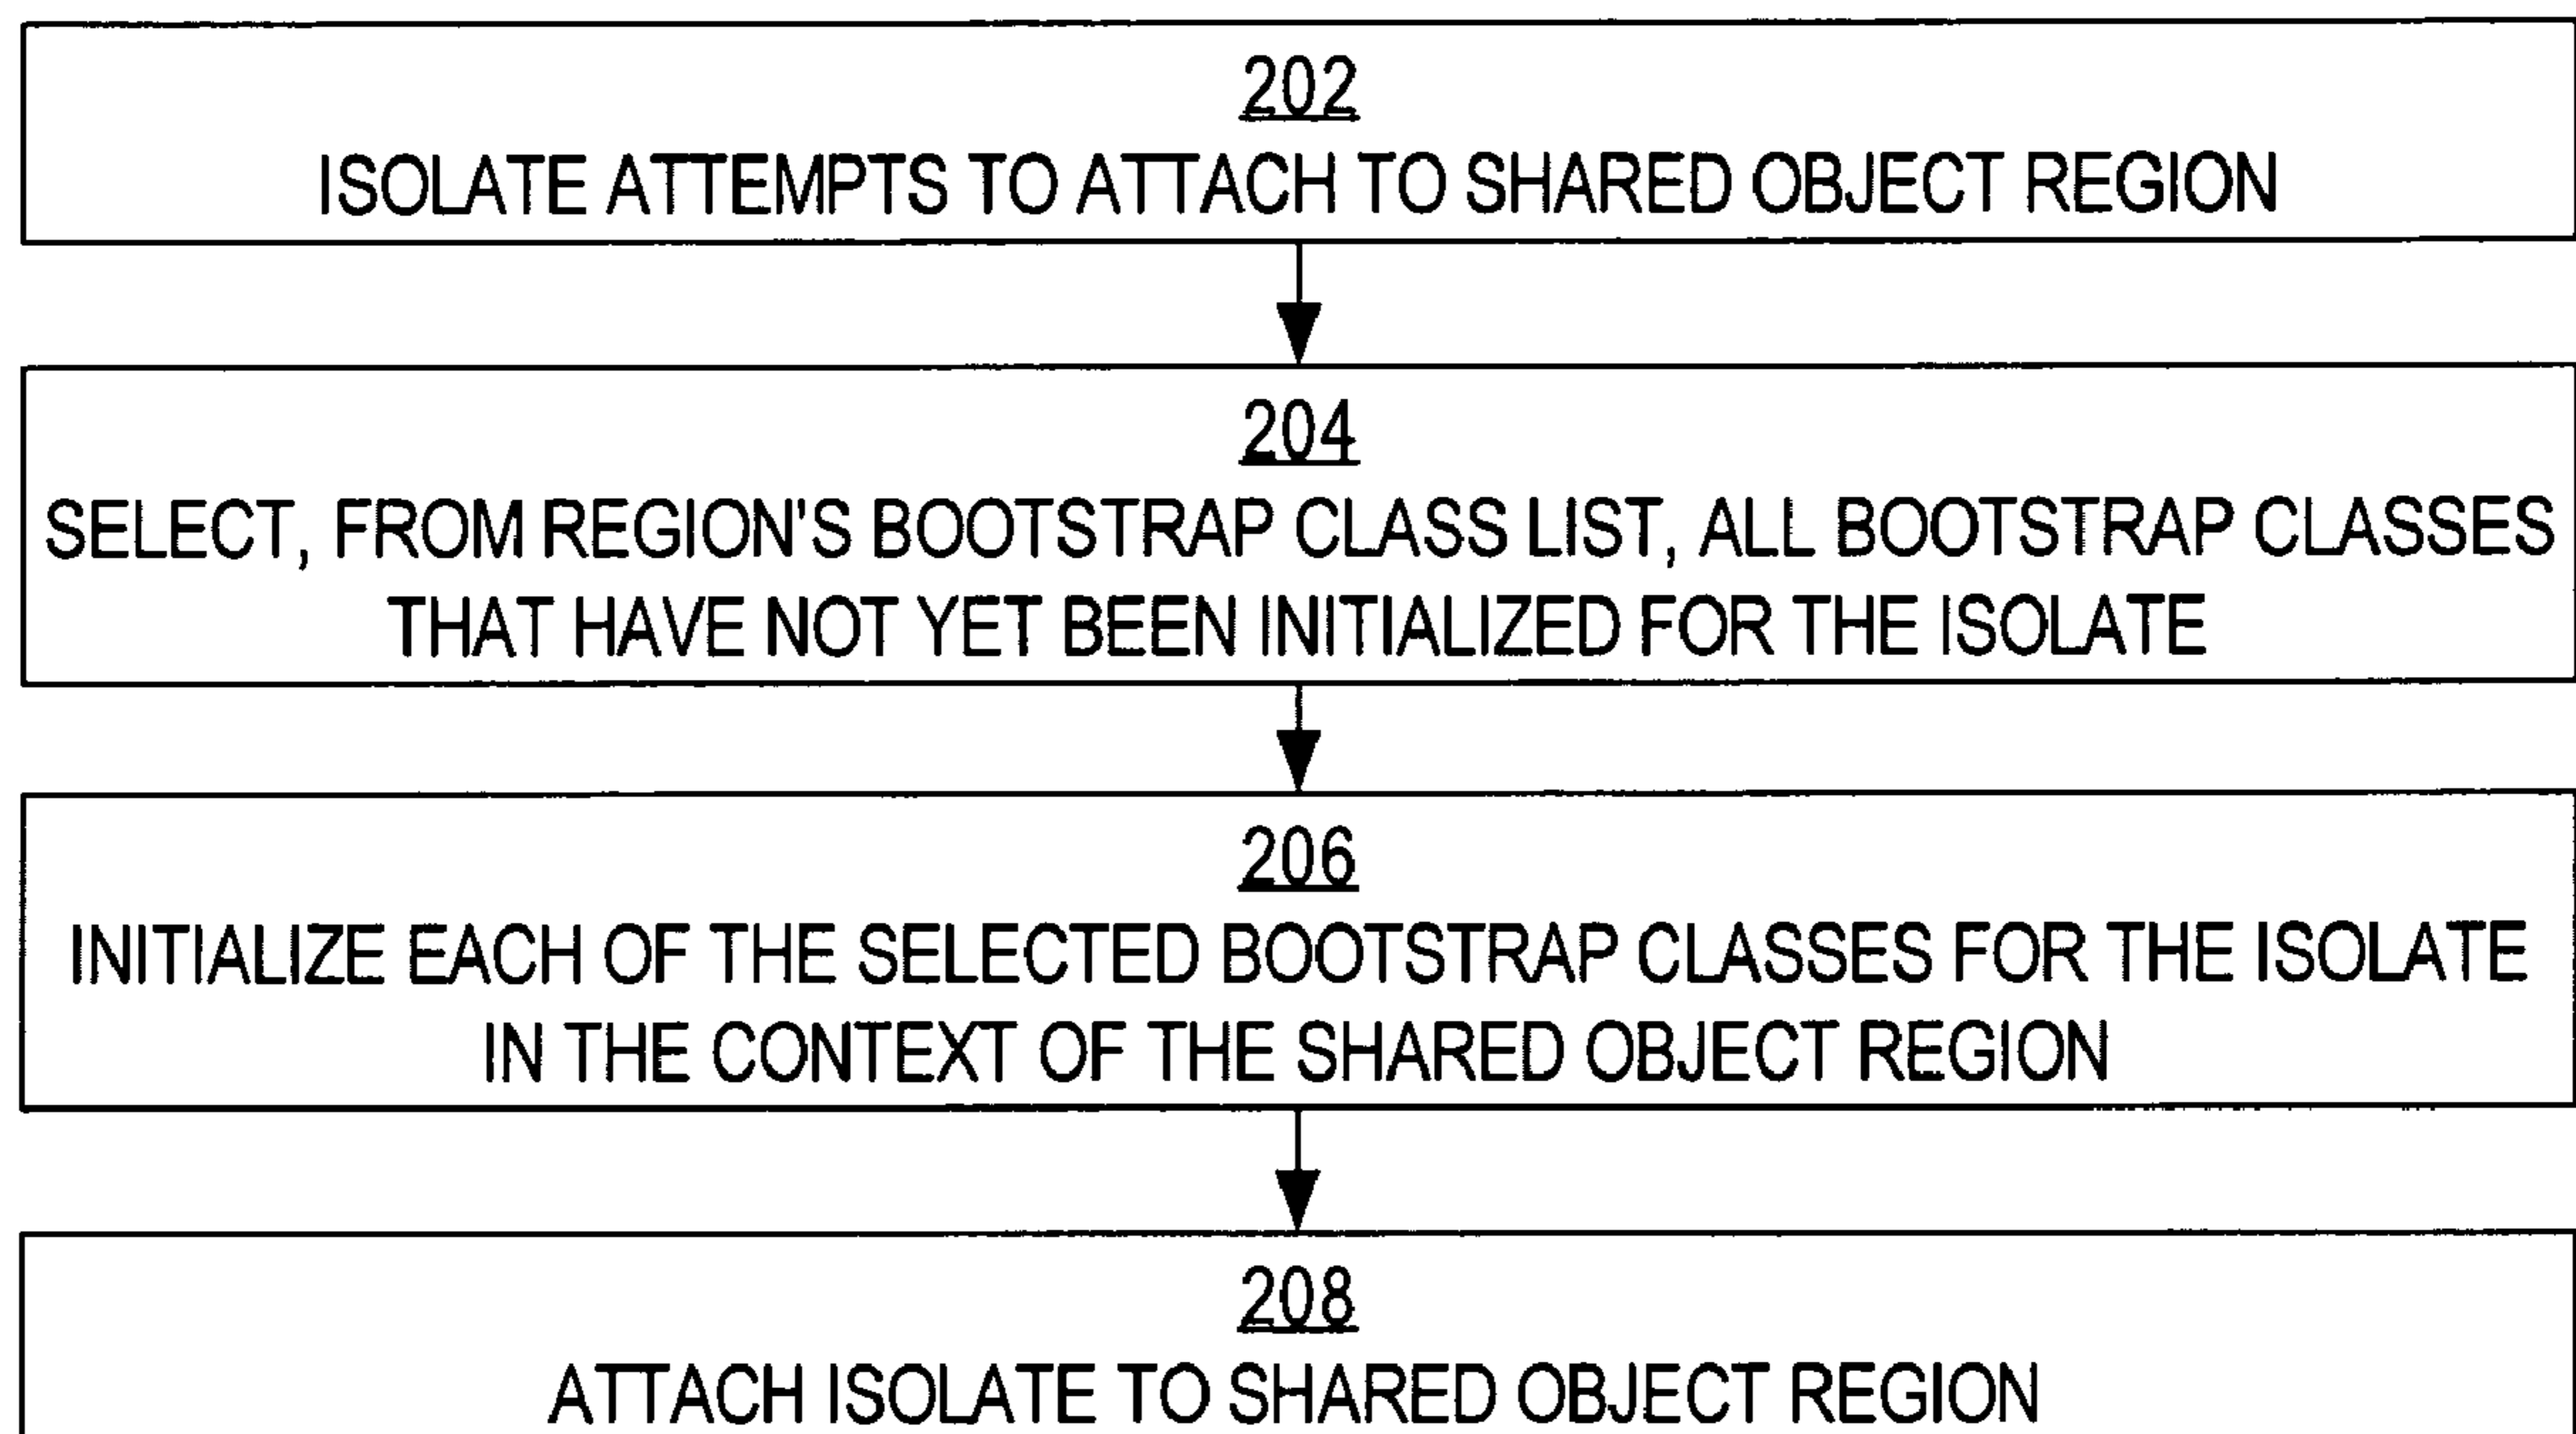 202
ISOLATE ATTEMPTS TO ATTACH TO SHARED OBJECT REGION
204
SELECT, FROM REGION'S BOOTSTRAP CLASS LIST, ALL BOOTSTRAP CLASSES
THAT HAVE NOT YET BEEN INITIALIZED FOR THE ISOLATE
206
INITIALIZE EACH OF THE SELECTED BOOTSTRAP CLASSES FOR THE ISOLATE
IN THE CONTEXT OF THE SHARED OBJECT REGION
208
ATTACH ISOLATE TO SHARED OBJECT REGION